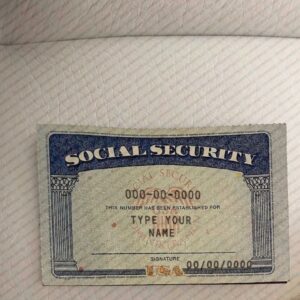 SOCIAL SECURITY
000-00-0000
THIS NUMBER HAS BEEN ESTABLISHED FOR
TYPE YOUR
NAME
SIGNATURE
00/00/0000